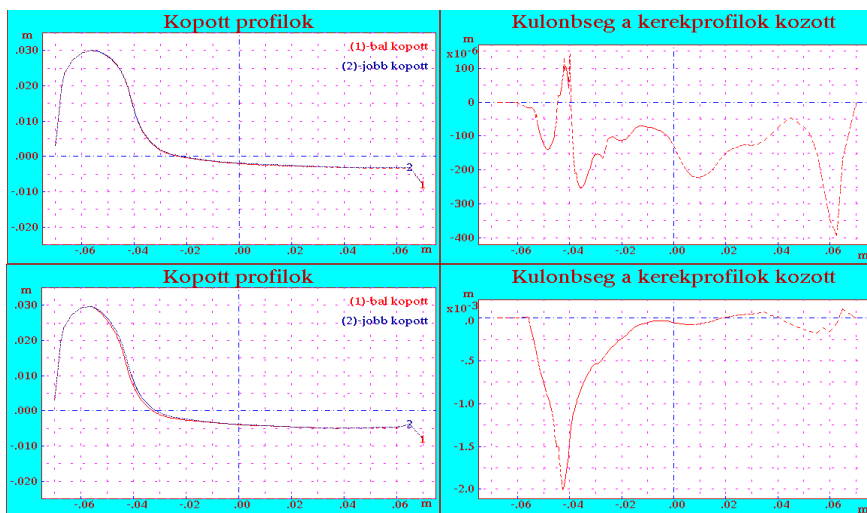 Kopott profilok
m
.030
.020
.010
.000
-.010
-.020
(1)-bal kopott
(2)-jobb kopott
2
1
-.06
-.04
-.02
.00
.02
.04
m
Kulonbseg a kerekprofilok kozott
m
x10-6
100
0
-100
-200
-300
-400
-.06
-.04
-.02
.00
.02
.04
.06
m
Kopott profilok
m
.030
.020
.010
.000
-.010
-.020
(1)-bal kopott
(2)-jobb kopott
2
1
-.06
-.04
-.02
.00
.02
.04
m
Kulonbseg a kerekprofilok kozott
m
x10-3
.0
-.5
-1.0
-1.5
-2.0
-.06
-.04
-.02
.00
.02
.04
.06
m